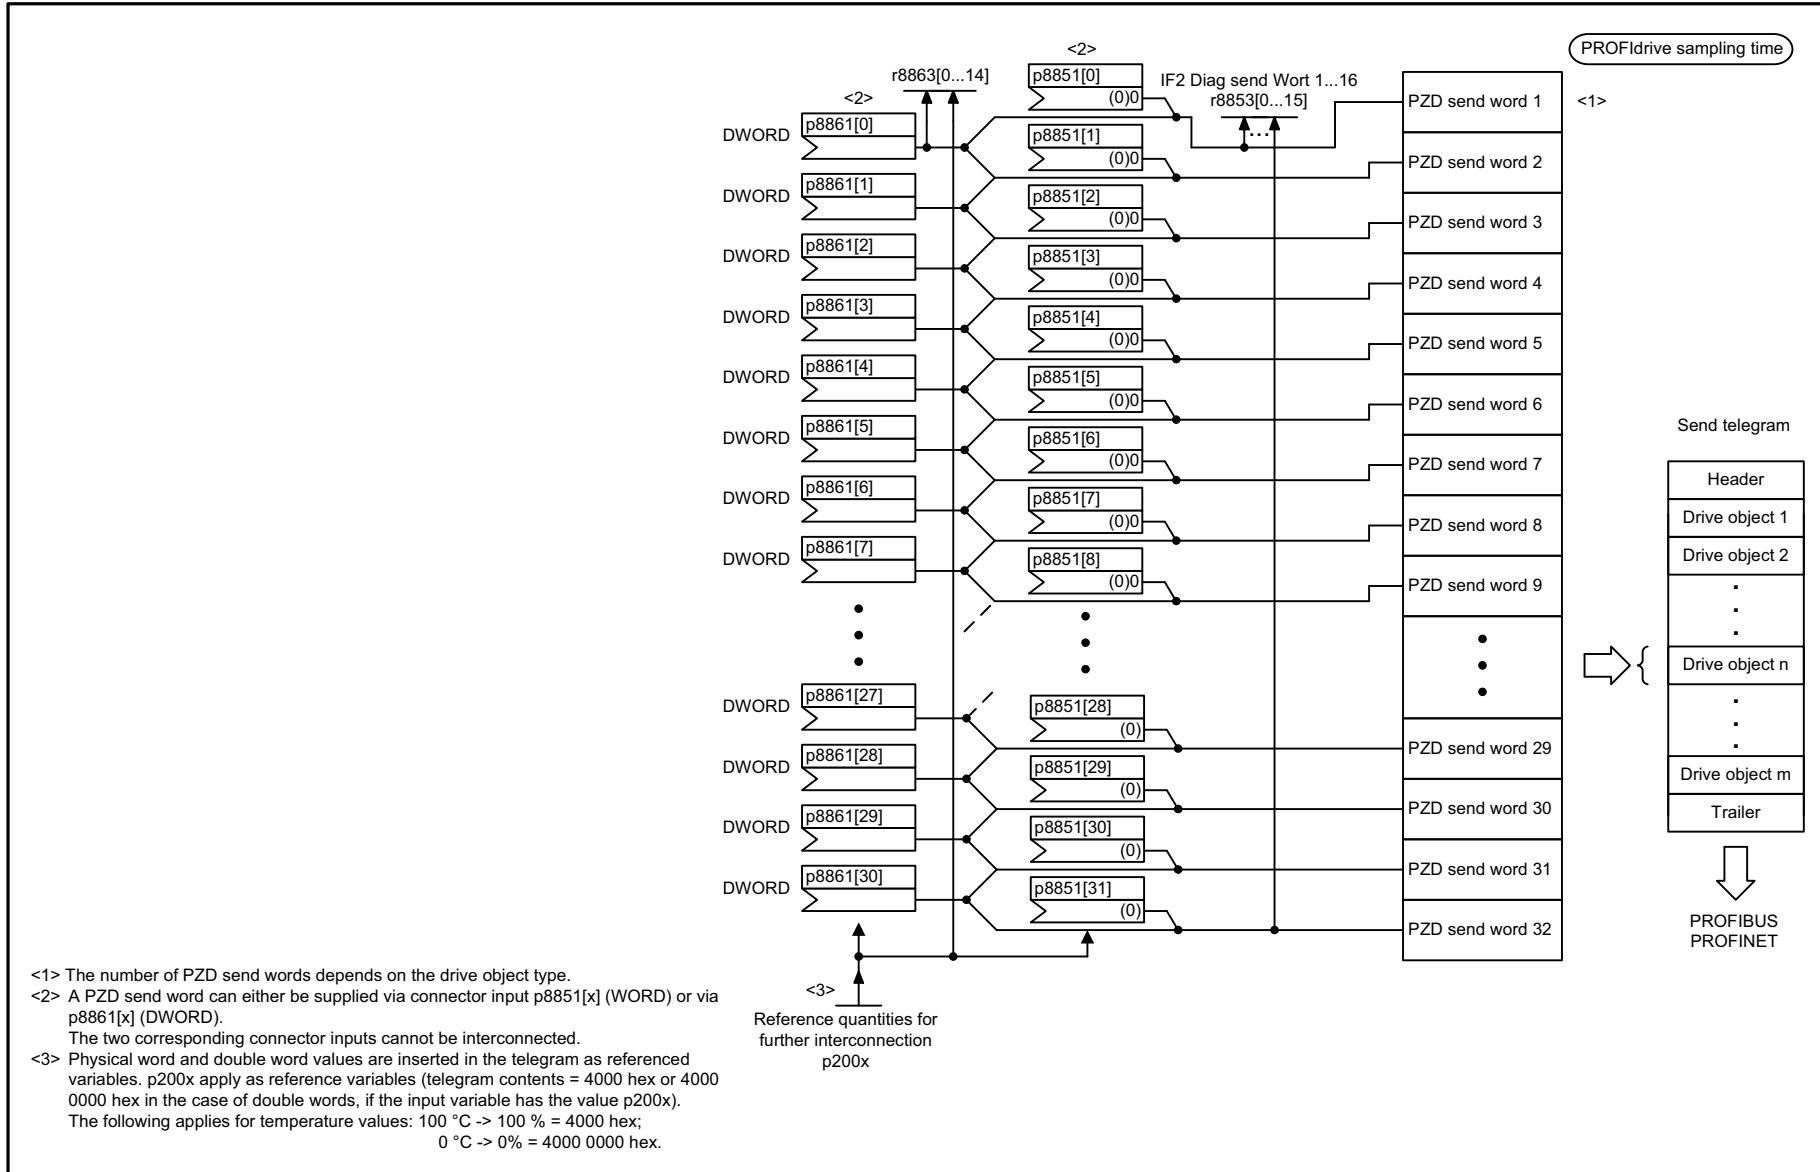 PROFIdrive sampling time
<2>
r8863[0...14]
p8851[0]
(0)0
IF2 Diag send Wort 1...16
r8853[0...15]
...
PZD send word 1
<1>
<2>
DWORD
p8861[0]
p8851[1]
(0)0
PZD send word 2
DWORD
p8861[1]
p8851[2]
(0)0
PZD send word 3
DWORD
p8861[2]
p8851[3]
(0)0
PZD send word 4
DWORD
p8861[3]
p8851[4]
(0)0
PZD send word 5
DWORD
p8861[4]
p8851[5]
(0)0
PZD send word 6
DWORD
p8861[5]
p8851[6]
(0)0
PZD send word 7
DWORD
p8861[6]
p8851[7]
(0)0
PZD send word 8
DWORD
p8861[7]
p8851[8]
(0)0
PZD send word 9
DWORD
p8861[27]
p8851[28]
(0)
PZD send word 29
DWORD
p8861[28]
p8851[29]
(0)
PZD send word 30
DWORD
p8861[29]
p8851[30]
(0)
PZD send word 31
DWORD
p8861[30]
p8851[31]
(0)
PZD send word 32
Send telegram
Header
Drive object 1
Drive object 2
Drive object n
Drive object m
Trailer
PROFIBUS
PROFINET
<3>
Reference quantities for
further interconnection
p200x
<1> The number of PZD send words depends on the drive object type.
<2> A PZD send word can either be supplied via connector input p8851[x] (WORD) or via
p8861[x] (DWORD).
The two corresponding connector inputs cannot be interconnected.
<3> Physical word and double word values are inserted in the telegram as referenced
variables. p200x apply as reference variables (telegram contents = 4000 hex or 4000
0000 hex in the case of double words, if the input variable has the value p200x).
The following applies for temperature values: 100 °C -> 100 % = 4000 hex;
0 °C -> 0% = 4000 0000 hex.